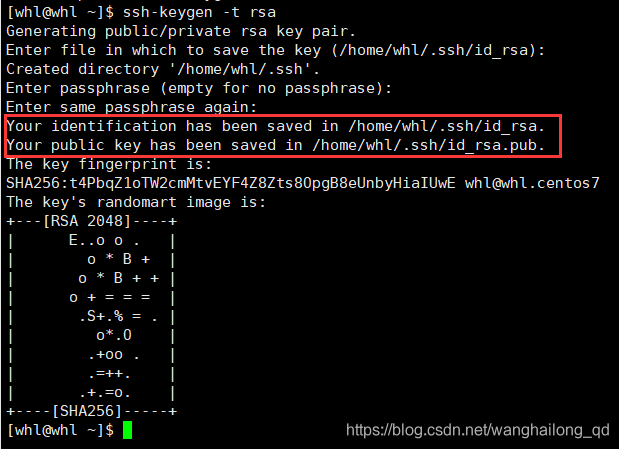 [whl@whl ~]$ ssh-keygen -t rsa
Generating public/private rsa key pair.
Enter file in which to save the key (/home/whl/.ssh/id_rsa):
Created directory '/home/whl/.ssh'.
Enter passphrase (empty for no passphrase):
Enter same passphrase again:
Your identification has been saved in /home/whl/.ssh/id_rsa.
Your public key has been saved in /home/whl/.ssh/id_rsa.pub.
The key fingerprint is:
SHA256:t4PbqZ1oTW2cmMtvEYF4Z8Zts8OpgB8eUnbyHiaIUwE whl@whl.centos7
The key's randomart image is:
+---[RSA 2048]----+
|      E..o o .   |
|        o * B +  |
|       o * B + + |
|      o + = = =  |
|       .S+.% = . |
|         o*.O    |
|        .+oo .   |
|        .=++.    |
|       .+.=o.    |
+----[SHA256]-----+
[whl@whl ~]$
https://blog.csdn.net/wanghailong_qd